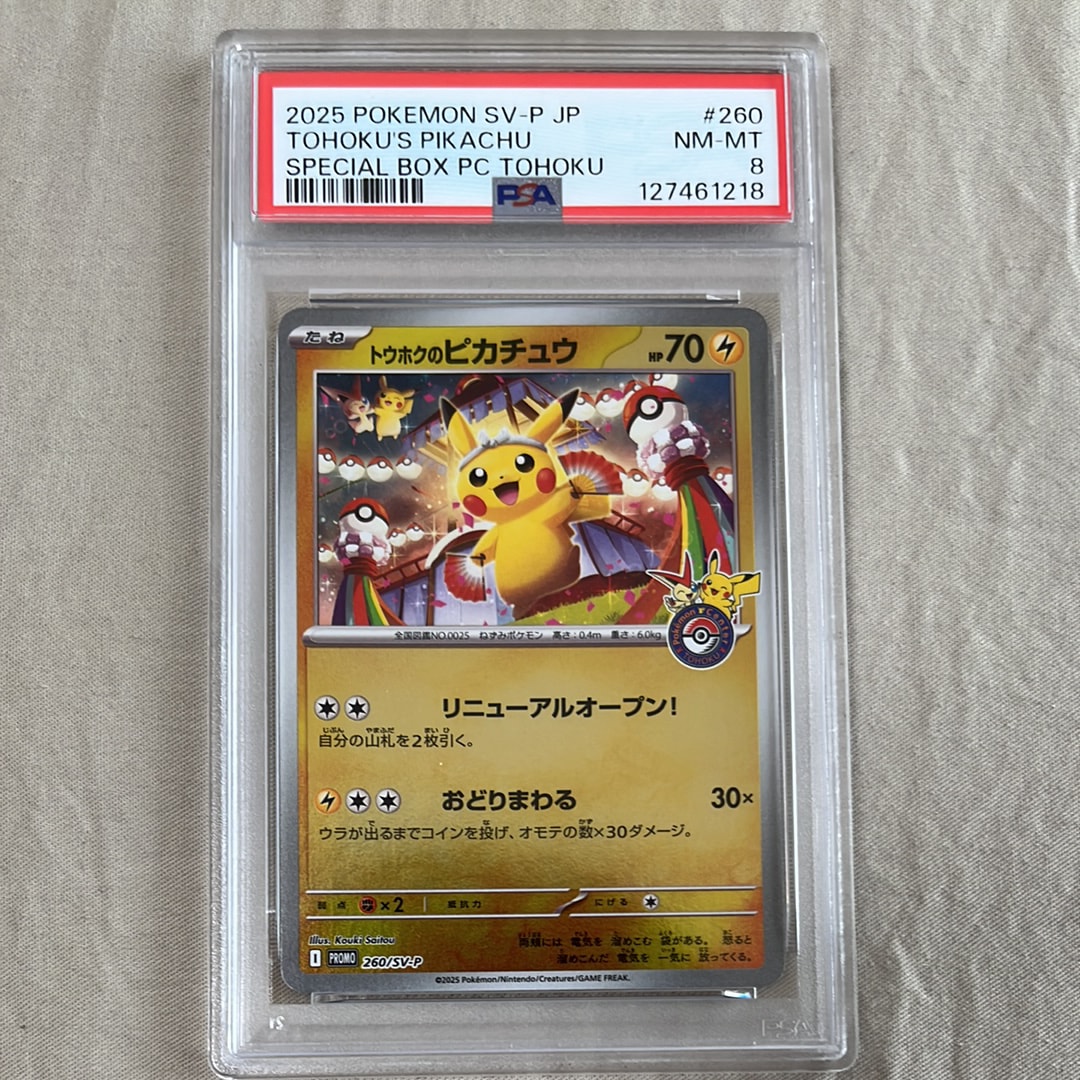 2025 POKEMON SV-P JP #260
TOHOKU'S PIKACHU NM-MT
SPECIAL BOX PC TOHOKU 8
PSA 127461218
たね
トウホクのピカチュウ HP 70
全国図鑑NO.0025 ねずみポケモン 高さ:0.4m 重さ:6.0kg
Pokémon Center
TOHOKU
リニューアルオープン!
自分の山札を2枚引く。
おどりまわる 30×
ウラが出るまでコインを投げ、オモテの数×30ダメージ。
弱点 ×2 抵抗力 にげる
Illus. Kouki Saitou
両頬には 電気を 溜めこむ 袋がある。 怒ると
溜めこんだ 電気を 一気に 放ってくる。
I PROMO 260/SV-P
©2025 Pokémon/Nintendo/Creatures/GAME FREAK.
PSA